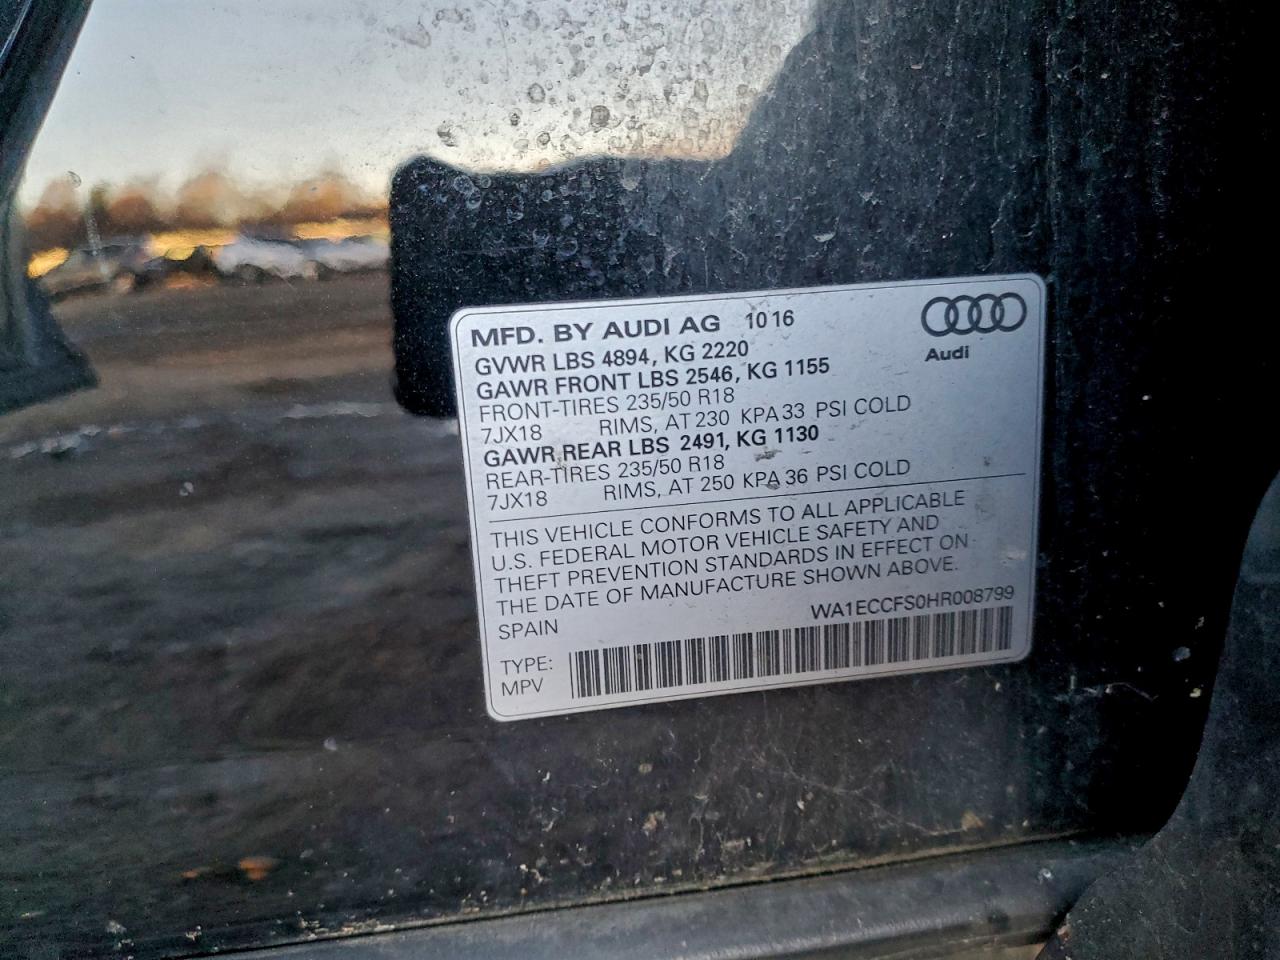 MFD. BY AUDI AG 10 16
Audi
GVWR LBS 4894, KG 2220
GAWR FRONT LBS 2546, KG 1155
FRONT-TIRES 235/50 R18
7JX18 RIMS, AT 230 KPA 33 PSI COLD
GAWR REAR LBS 2491, KG 1130
REAR-TIRES 235/50 R18
7JX18 RIMS, AT 250 KPA 36 PSI COLD
THIS VEHICLE CONFORMS TO ALL APPLICABLE
U.S. FEDERAL MOTOR VEHICLE SAFETY AND
THEFT PREVENTION STANDARDS IN EFFECT ON
THE DATE OF MANUFACTURE SHOWN ABOVE.
SPAIN WA1ECCFS0HR008799
TYPE:
MPV